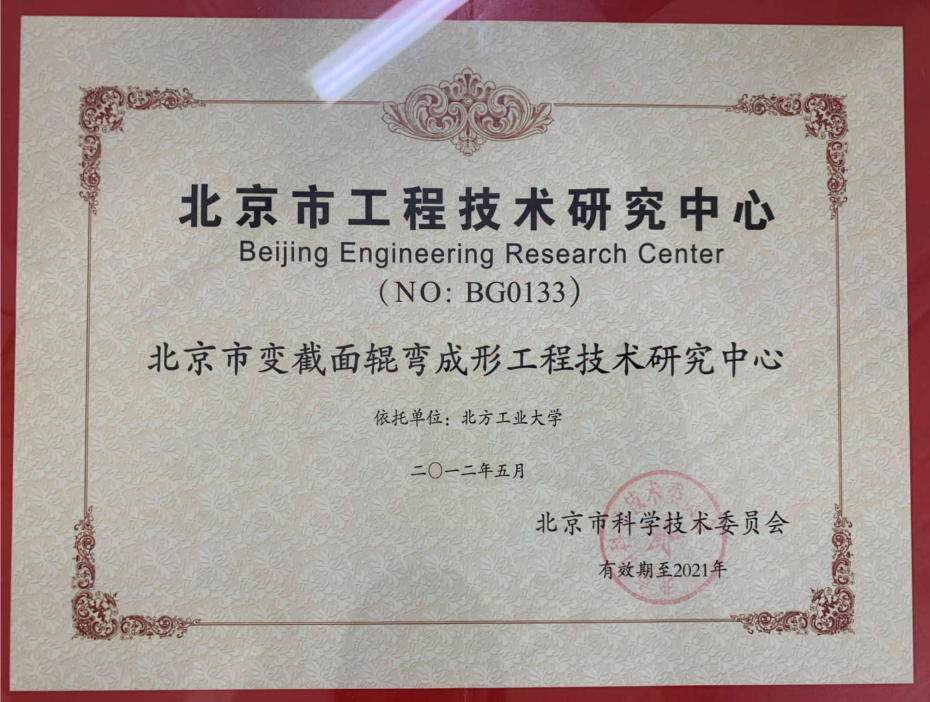 北京市工程技术研究中心
Beijing Engineering Research Center
（NO: BG0133）
北京市变截面辊弯成形工程技术研究中心
依托单位：北方工业大学
二〇一二年五月
北京市科学技术委员会
有效期至2021年